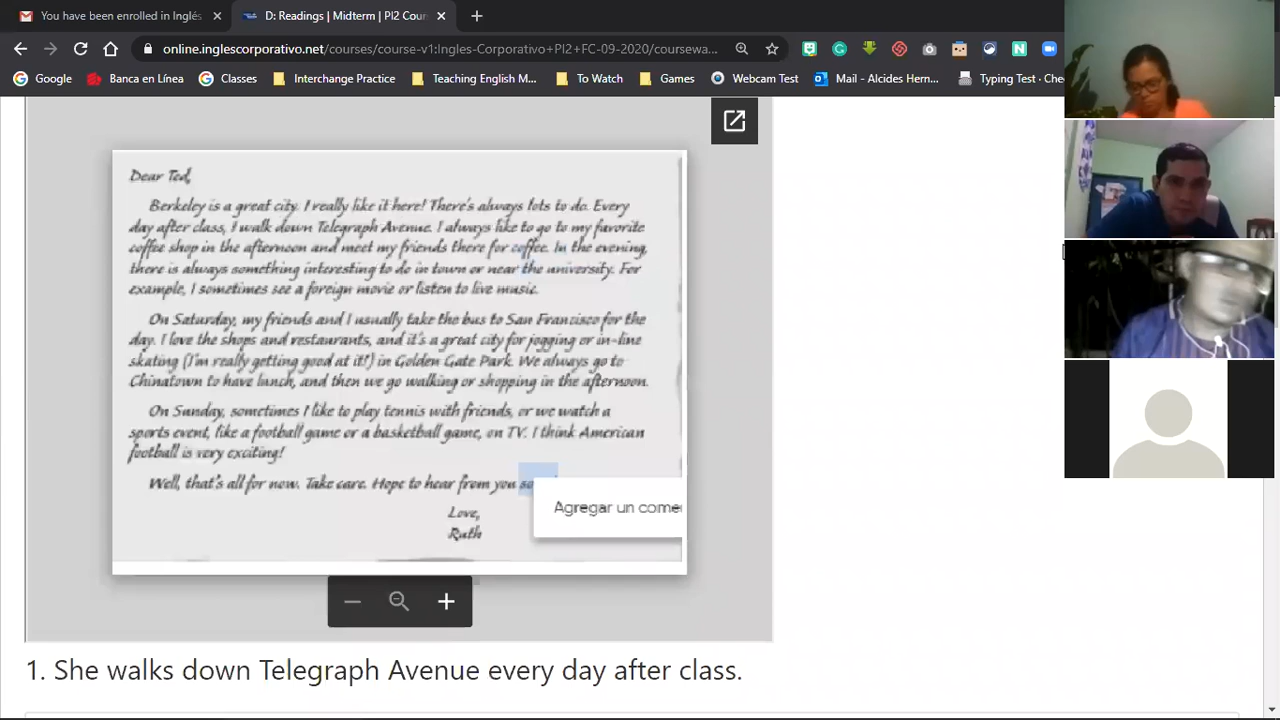 You have been enrolled in Inglés
D: Readings | Midterm | PI2 Cour
online.inglescorporativo.net/courses/course-v1:Ingles-Corporativo+PI2+FC-09-2020/coursewa...
Google
Banca en Línea
Classes
Interchange Practice
Teaching English M...
To Watch
Games
Webcam Test
Mail - Alcides Hern...
Typing Test - Che
Dear Ted,
Berkeley is a great city. I really like it here! There's always lots to do. Every
day after class, I walk down Telegraph Avenue. I always like to go to my favorite
coffee shop in the afternoon and meet my friends there for coffee. In the evening,
there is always something interesting to do in town or near the university. For
example, I sometimes see a foreign movie or listen to live music.
On Saturday, my friends and I usually take the bus to San Francisco for the
day. I love the shops and restaurants, and it's a great city for jogging or in-line
skating (I'm really getting good at it!) in Golden Gate Park. We always go to
Chinatown to have lunch, and then we go walking or shopping in the afternoon.
On Sunday, sometimes I like to play tennis with friends, or we watch a
sports event, like a football game or a basketball game, on TV. I think American
football is very exciting!
Well, that's all for now. Take care. Hope to hear from you so
Agregar un come
Love,
Ruth
1. She walks down Telegraph Avenue every day after class.